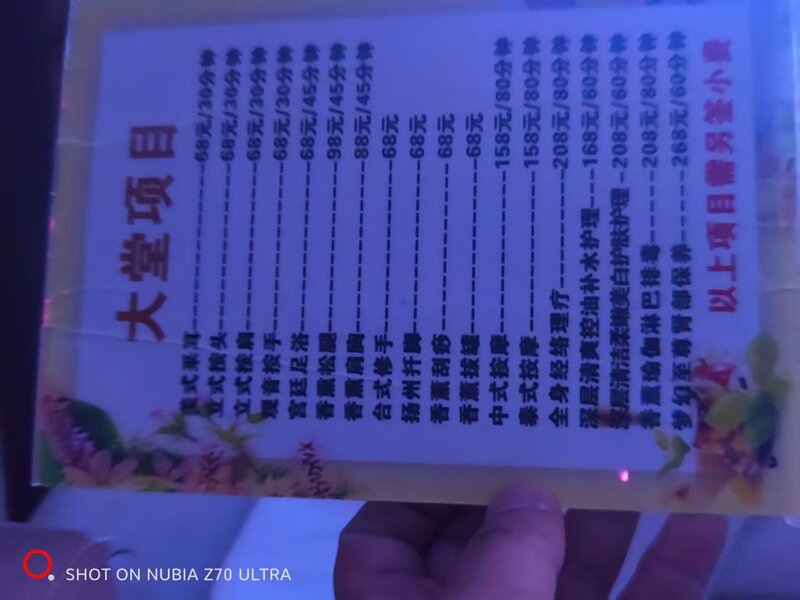 大堂项目
式采耳--------------------68元/30分钟
立式按头--------------------68元/30分钟
立式按肩--------------------68元/30分钟
观音按手--------------------68元/30分钟
宫廷足浴--------------------68元/45分钟
香薰松腿--------------------98元/45分钟
香薰肩胸--------------------88元/45分钟
台式修手--------------------68元
扬州扦脚--------------------68元
香薰刮痧--------------------68元
香薰拔罐--------------------68元
中式按摩----------------158元/80分钟
泰式按摩----------------158元/80分钟
全身经络理疗------------208元/80分钟
深层清爽控油补水护理---168元/60分钟
深层清洁柔嫩美白护肤护理-208元/60分钟
香薰瑜伽淋巴排毒-------208元/80分钟
梦幻至尊肾部保养-------268元/60分钟
以上项目需另签小费
SHOT ON NUBIA Z70 ULTRA